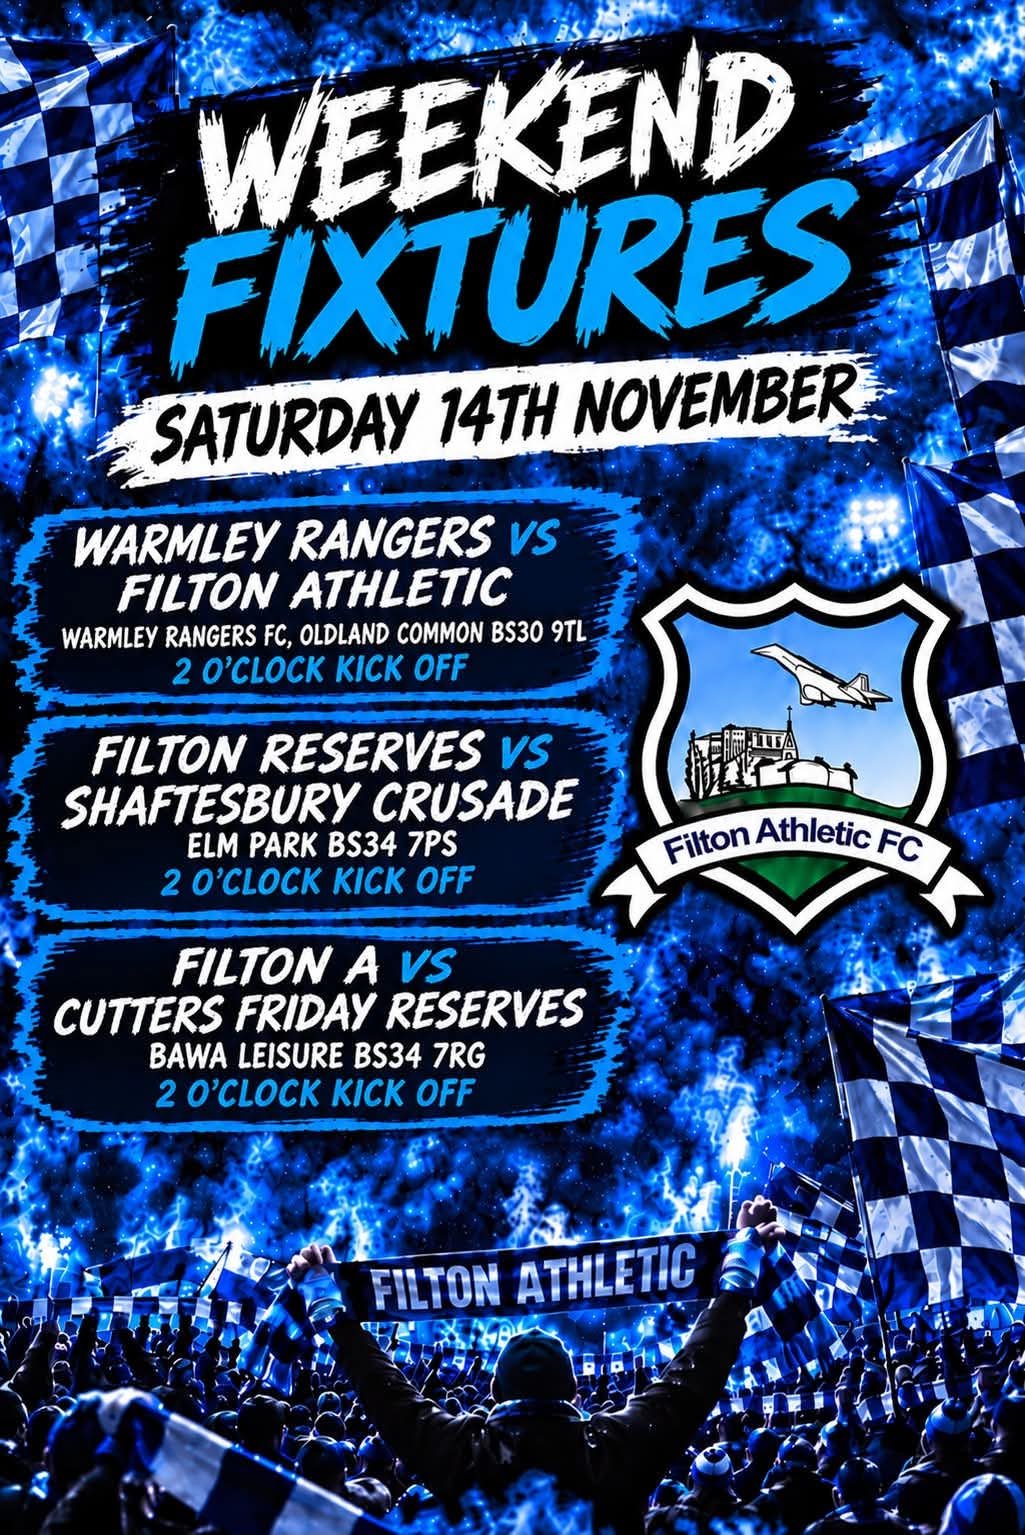 WEEKEND
FIXTURES
SATURDAY 14TH NOVEMBER
WARMLEY RANGERS VS
FILTON ATHLETIC
WARMLEY RANGERS FC, OLDLAND COMMON BS30 9TL
2 O'CLOCK KICK OFF
FILTON RESERVES VS
SHAFTESBURY CRUSADE
ELM PARK BS34 7PS
2 O'CLOCK KICK OFF
FILTON A VS
CUTTERS FRIDAY RESERVES
BAWA LEISURE BS34 7RG
2 O'CLOCK KICK OFF
Filton Athletic FC
FILTON ATHLETIC